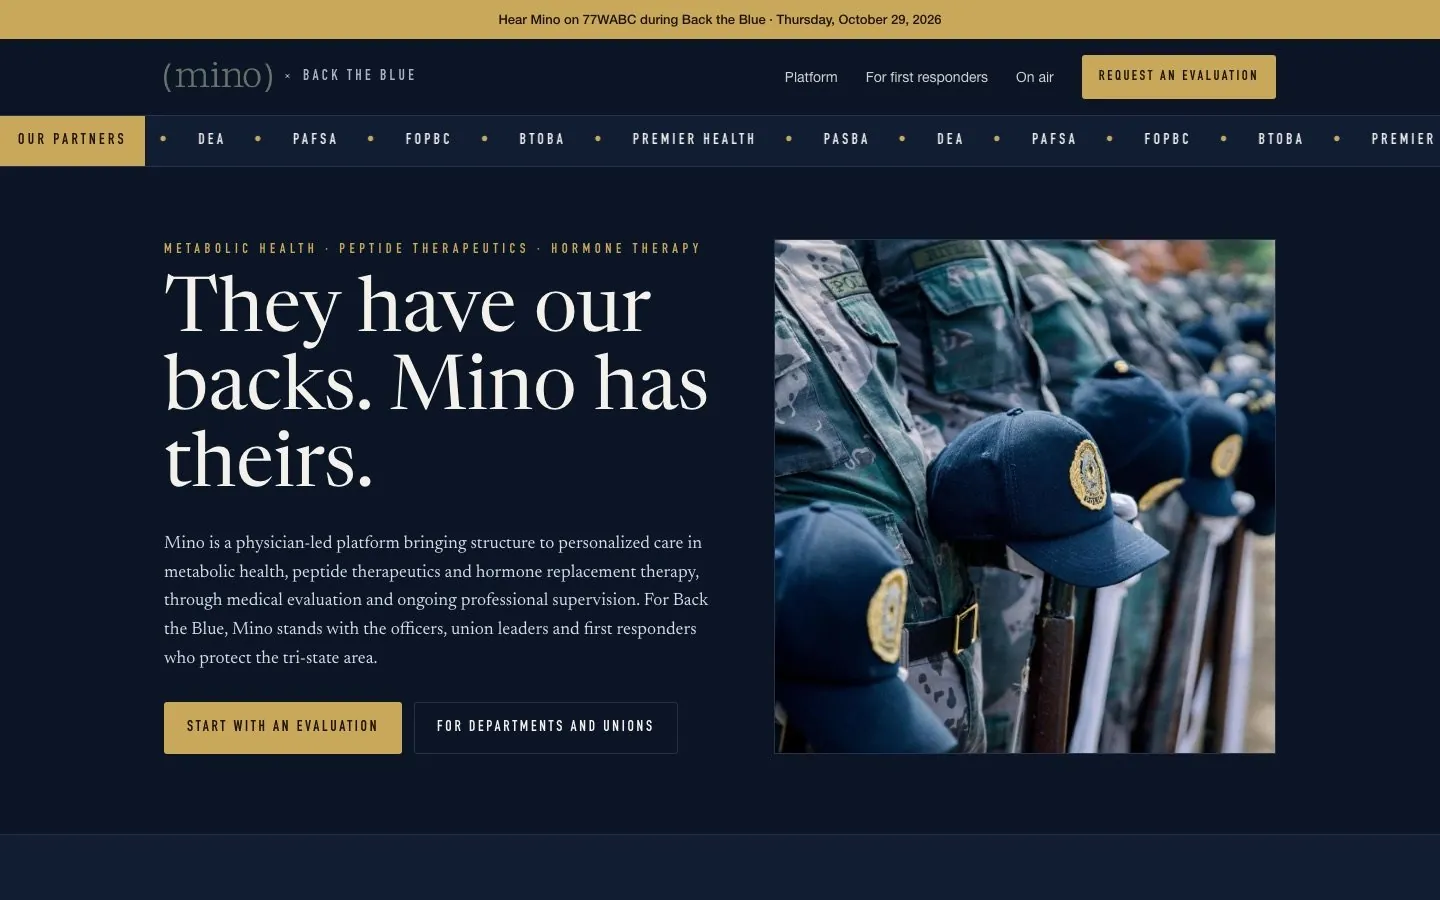 Hear Mino on 77WABC during Back the Blue · Thursday, October 29, 2026
(mino) × BACK THE BLUE
Platform
For first responders
On air
REQUEST AN EVALUATION
OUR PARTNERS • DEA • PAFSA • FOPBC • BTOBA • PREMIER HEALTH • PASBA • DEA • PAFSA • FOPBC • BTOBA • PREMIER
METABOLIC HEALTH · PEPTIDE THERAPEUTICS · HORMONE THERAPY
They have our
backs. Mino has
theirs.
Mino is a physician-led platform bringing structure to personalized care in
metabolic health, peptide therapeutics and hormone replacement therapy,
through medical evaluation and ongoing professional supervision. For Back
the Blue, Mino stands with the officers, union leaders and first responders
who protect the tri-state area.
START WITH AN EVALUATION
FOR DEPARTMENTS AND UNIONS